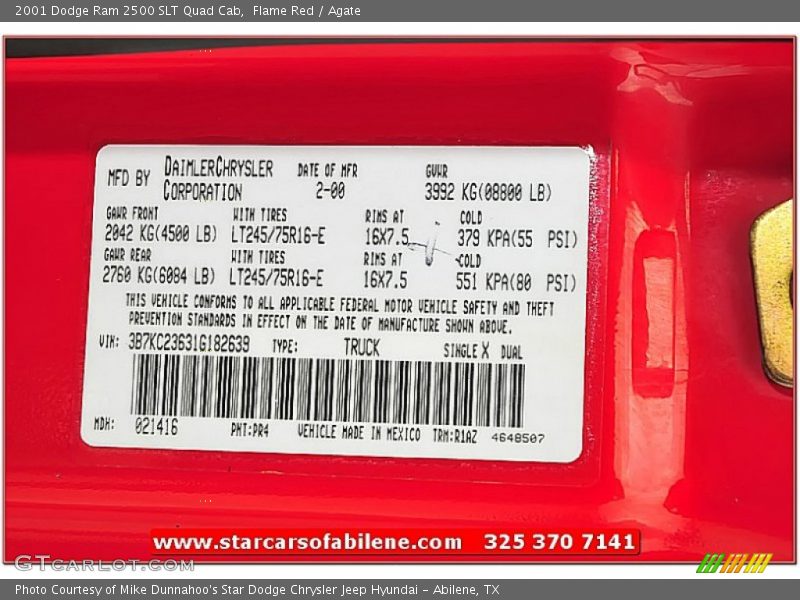 2001 Dodge Ram 2500 SLT Quad Cab, Flame Red / Agate
MFD BY DAIMLERCHRYSLER CORPORATION DATE OF MFR 2-00 GVWR 3992 KG(08800 LB)
GAWR FRONT WITH TIRES RIMS AT COLD
2042 KG(4500 LB) LT245/75R16-E 16X7.5 379 KPA(55 PSI)
GAWR REAR WITH TIRES RIMS AT COLD
2760 KG(6084 LB) LT245/75R16-E 16X7.5 551 KPA(80 PSI)
THIS VEHICLE CONFORMS TO ALL APPLICABLE FEDERAL MOTOR VEHICLE SAFETY AND THEFT
PREVENTION STANDARDS IN EFFECT ON THE DATE OF MANUFACTURE SHOWN ABOVE.
VIN: 3B7KC23631G182639 TYPE: TRUCK SINGLE X DUAL
MDH: 021416 PNT:PR4 VEHICLE MADE IN MEXICO TRM:R1AZ 4648507
www.starcarsofabilene.com 325 370 7141
GTcarlot.com
Photo Courtesy of Mike Dunnahoo's Star Dodge Chrysler Jeep Hyundai - Abilene, TX